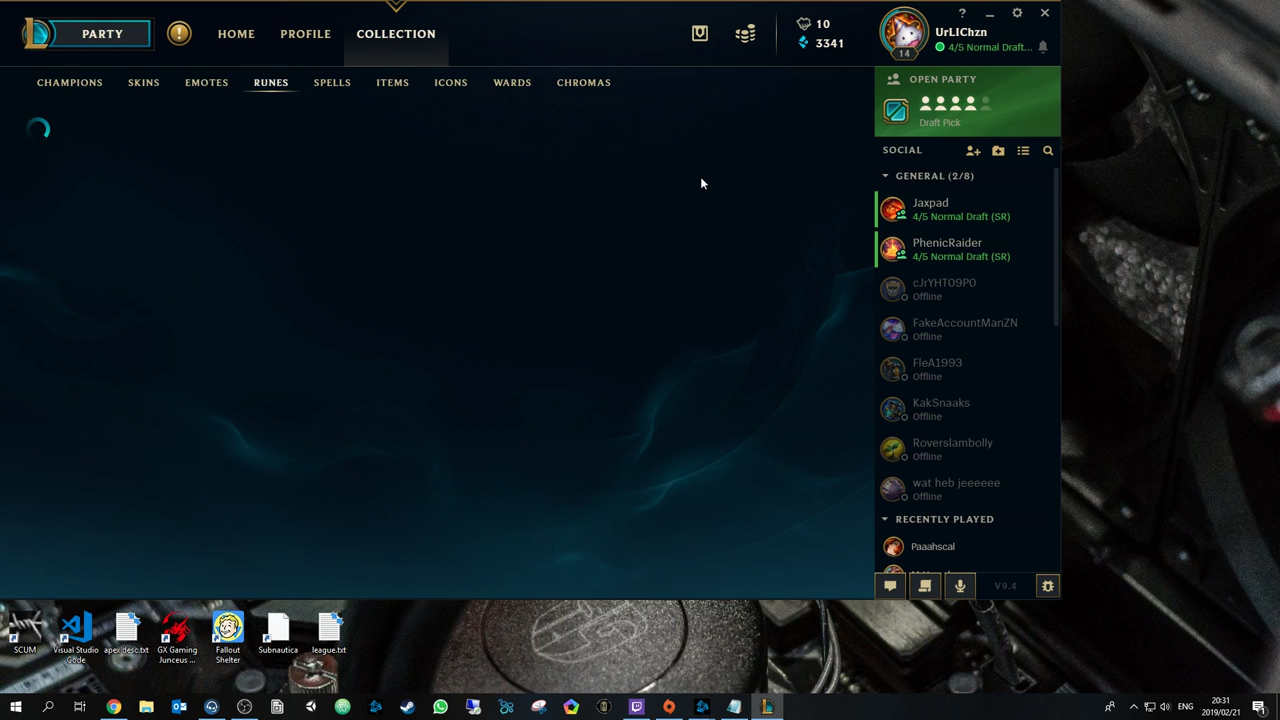 PARTY
HOME
PROFILE
COLLECTION
10
3341
14
?
UrLIChzn
4/5 Normal Draft...
CHAMPIONS
SKINS
EMOTES
RUNES
SPELLS
ITEMS
ICONS
WARDS
CHROMAS
OPEN PARTY
Draft Pick
SOCIAL
GENERAL (2/8)
Jaxpad
4/5 Normal Draft (SR)
PhenicRaider
4/5 Normal Draft (SR)
cJrYHT09P0
Offline
FakeAccountManZN
Offline
FleA1993
Offline
KakSnaaks
Offline
Roverslambolly
Offline
wat heb jeeeeee
Offline
RECENTLY PLAYED
Paaahscal
V9.4
SCUM
Visual Studio
Code
apex desc.txt
GX Gaming
Junceus ...
Fallout
Shelter
Subnautica
league.txt
ENG
20:31
2019/02/21
1